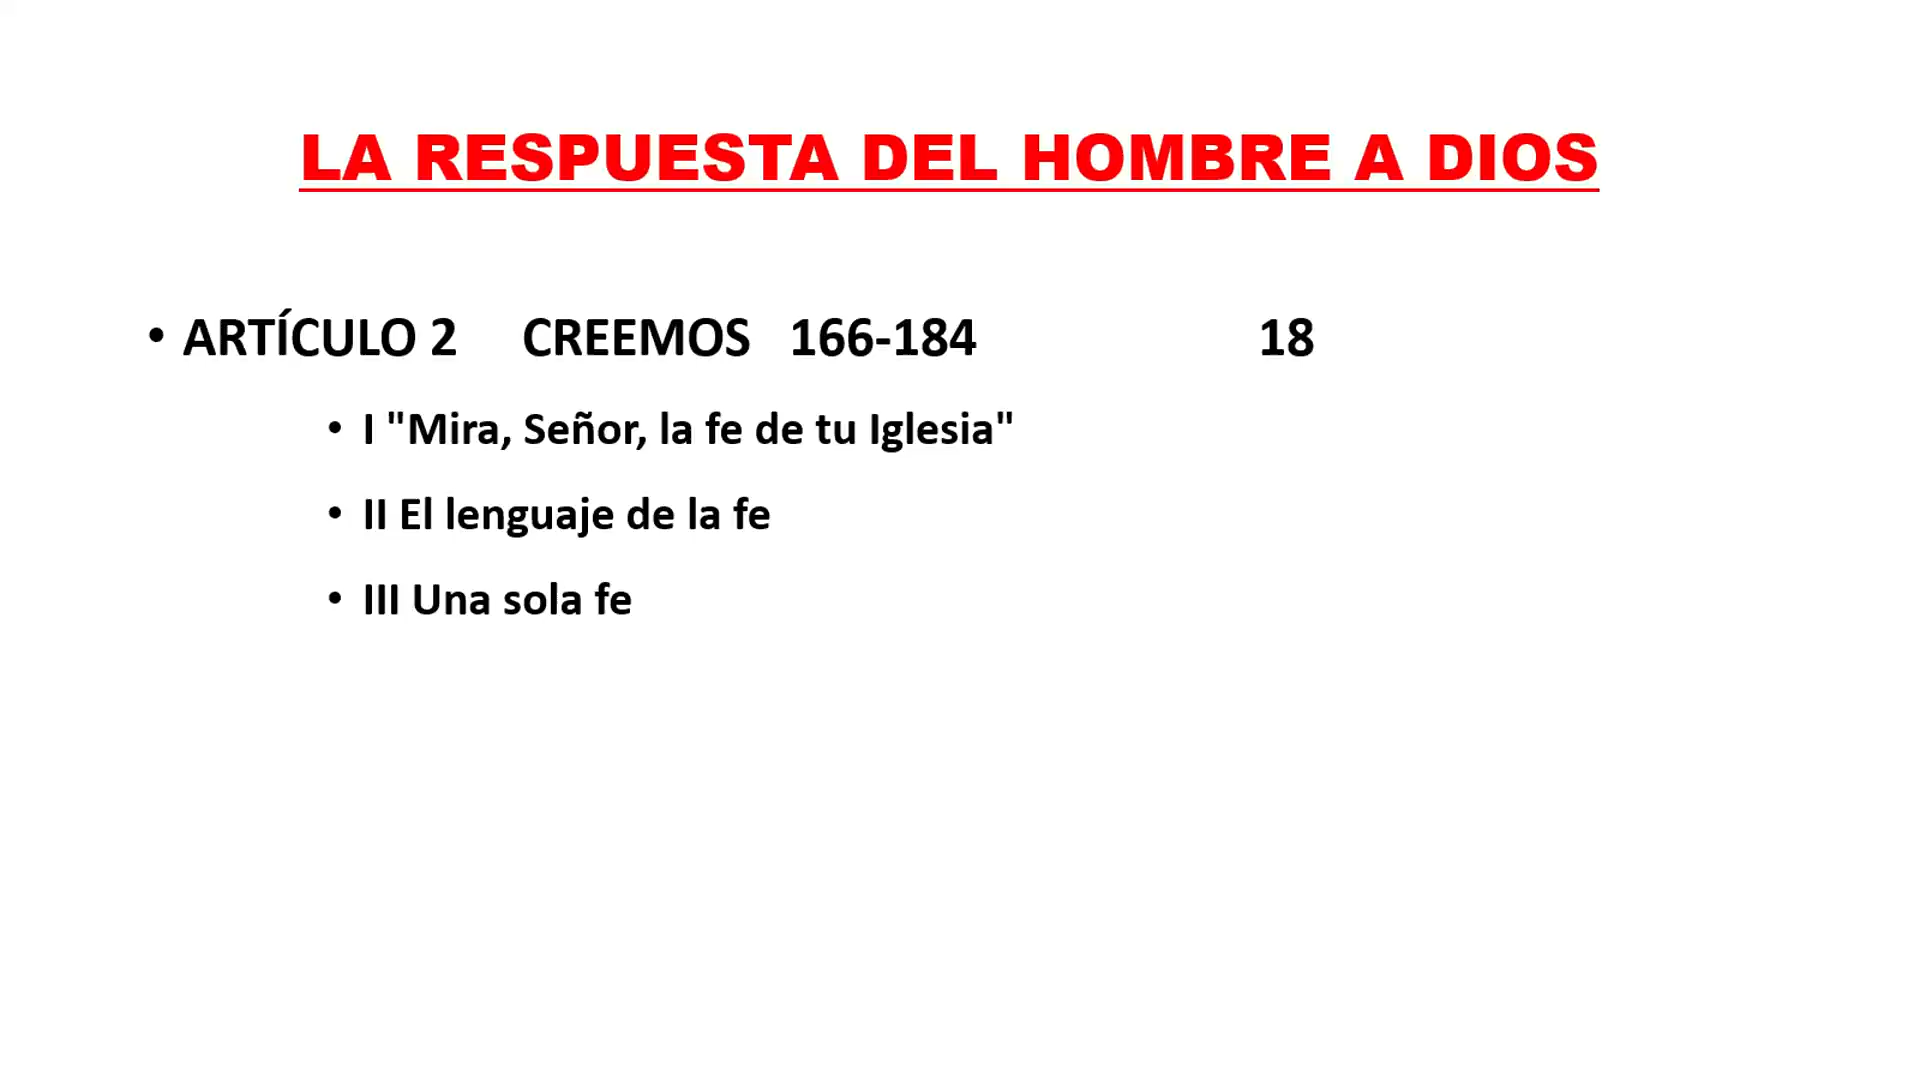 LA RESPUESTA DEL HOMBRE A DIOS
• ARTÍCULO 2 CREEMOS 166-184 18
• I "Mira, Señor, la fe de tu Iglesia"
• II El lenguaje de la fe
• III Una sola fe